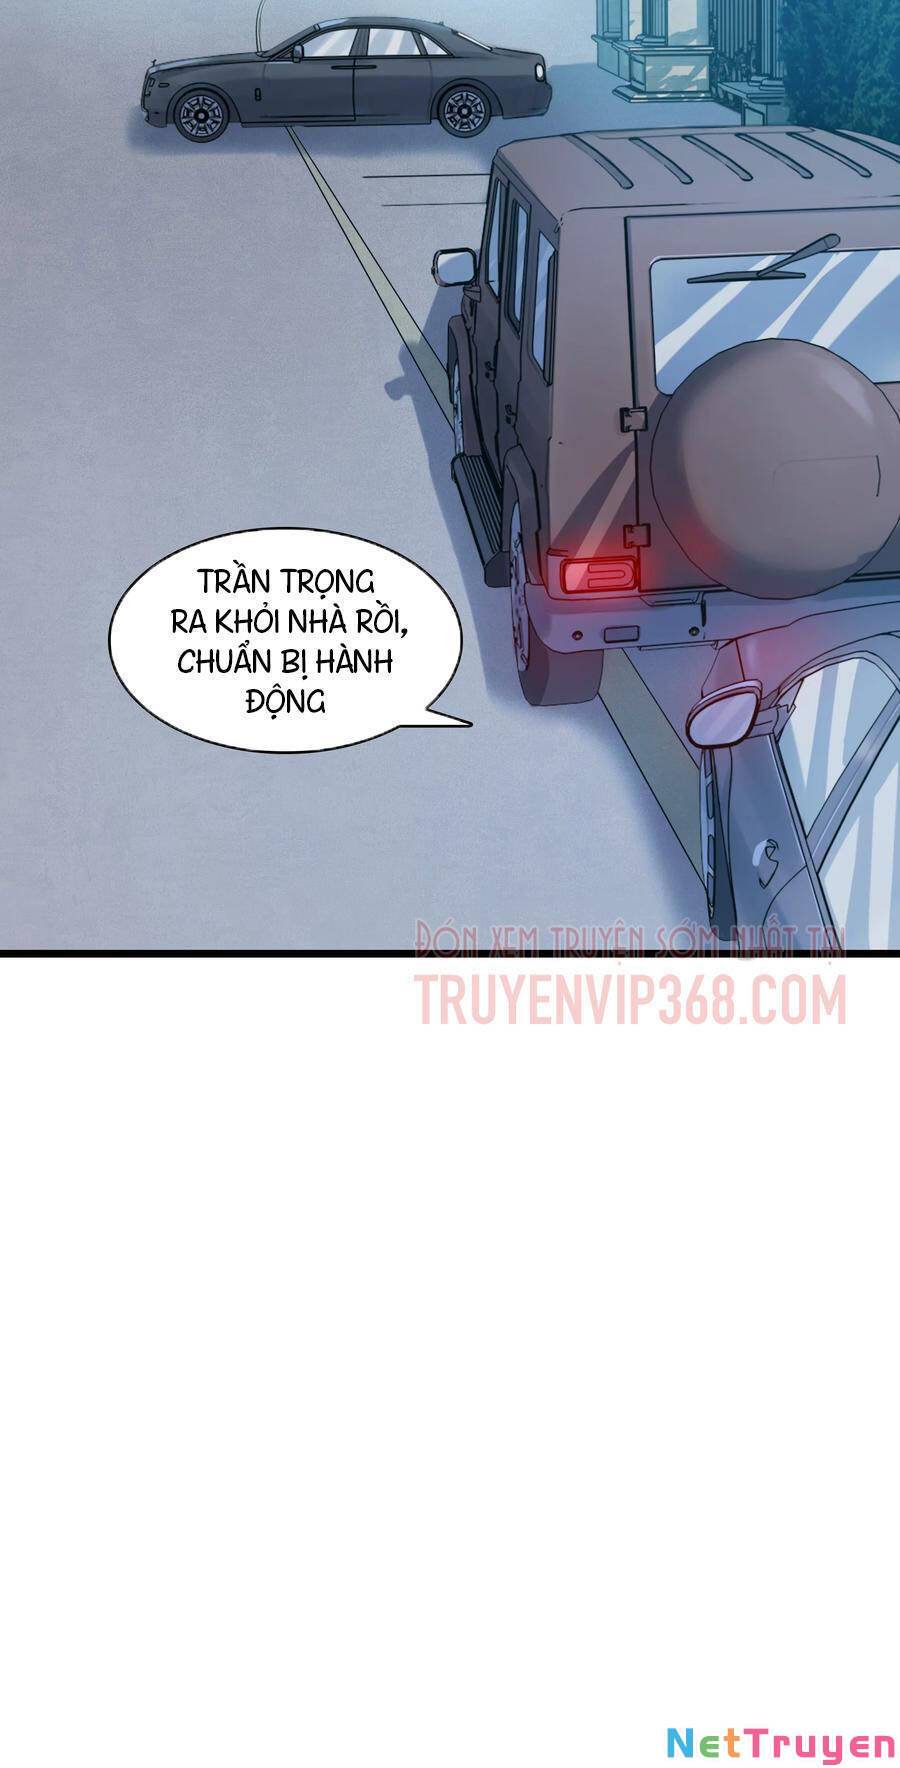 TRẦN TRỌNG
RA KHỎI NHÀ RỒI,
CHUẨN BỊ HÀNH
ĐỘNG
ĐÓN XEM TRUYỆN SỚM NHẤT TẠI
TRUYENVIP368.COM
NetTruyen